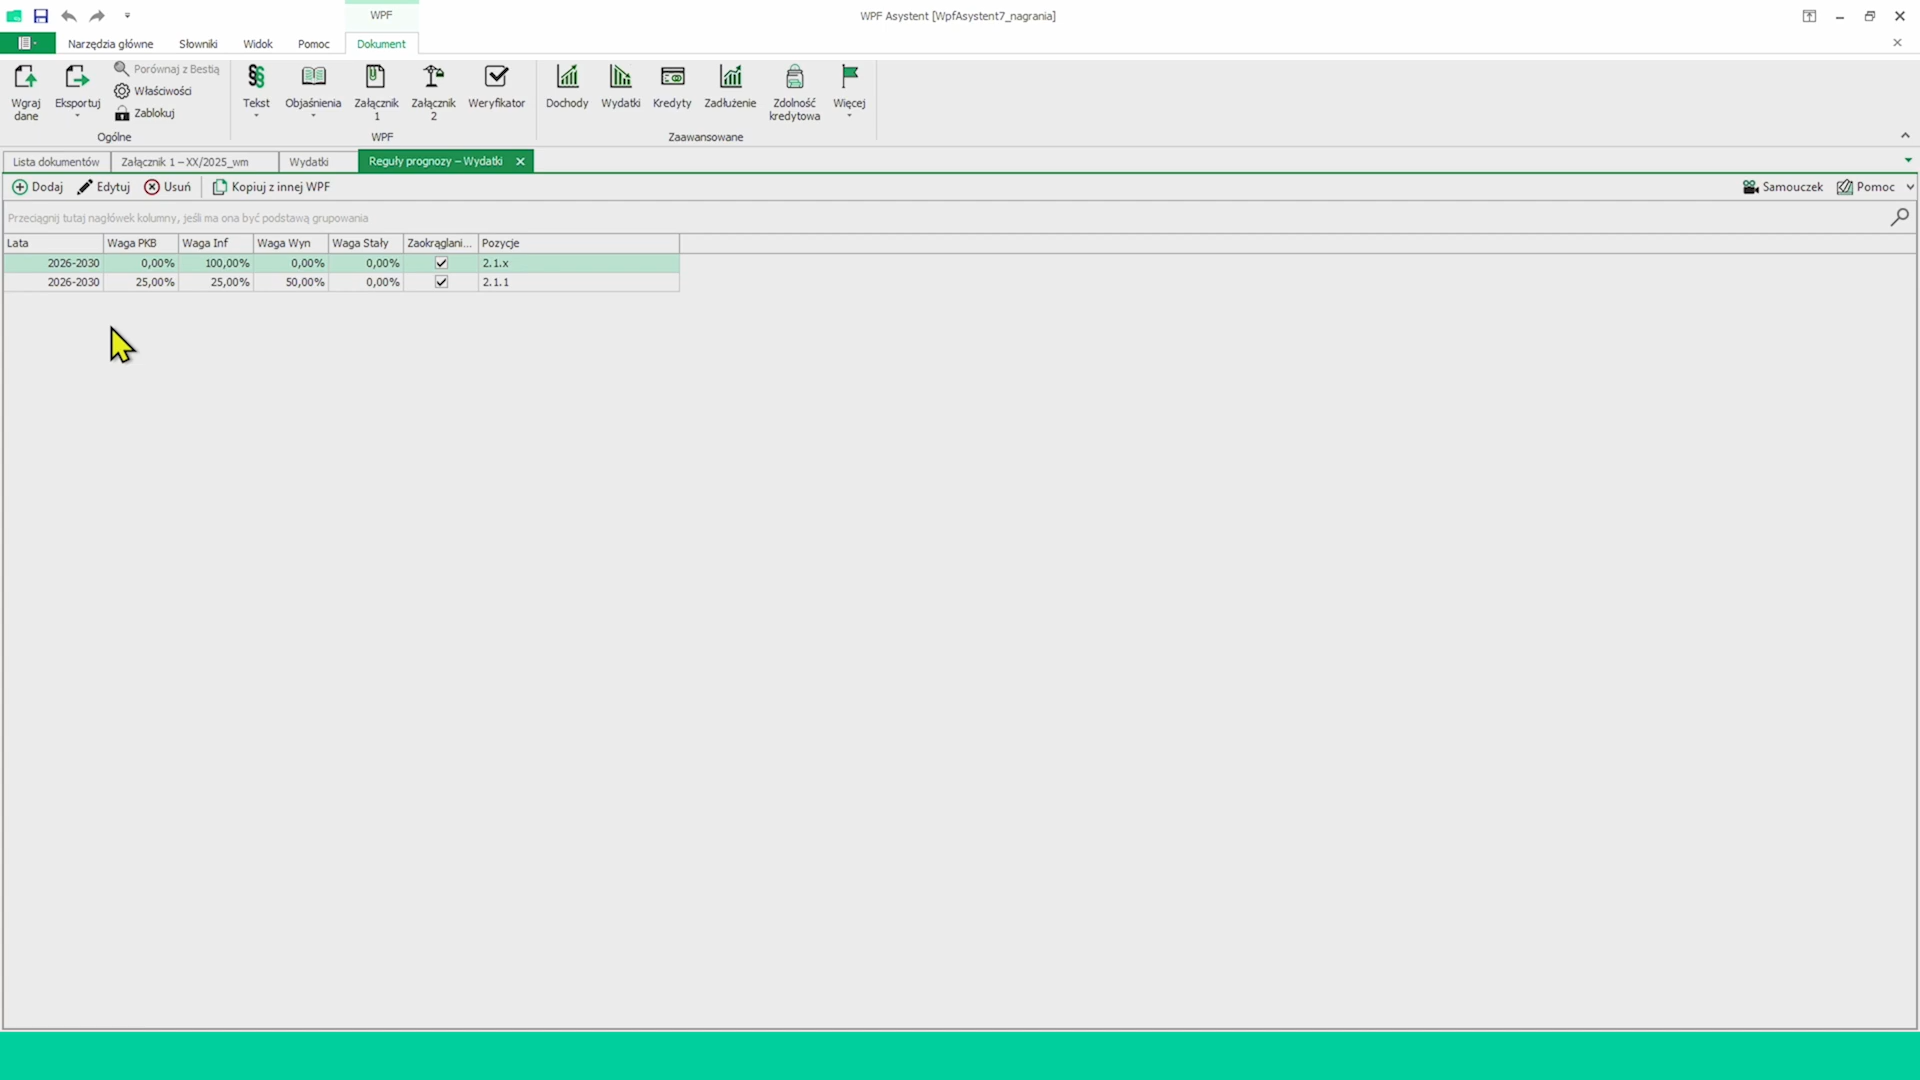 WPF
WPF Asystent [WpfAsystent7_nagrania]
Narzędzia główne Słowniki Widok Pomoc Dokument
Wgraj dane
Eksportuj
Porównaj z Bestią
Właściwości
Zablokuj
Ogólne
Tekst
Objaśnienia
Załącznik 1
Załącznik 2
Weryfikator
WPF
Dochody
Wydatki
Kredyty
Zadłużenie
Zdolność kredytowa
Więcej
Zaawansowane
Lista dokumentów Załącznik 1 – XX/2025_wm Wydatki Reguły prognozy – Wydatki
Dodaj Edytuj Usuń Kopiuj z innej WPF Samouczek Pomoc
Przeciągnij tutaj nagłówek kolumny, jeśli ma ona być podstawą grupowania
Lata Waga PKB Waga Inf Waga Wyn Waga Stały Zaokrąglani... Pozycje
2026-2030 0,00% 100,00% 0,00% 0,00% 2.1.x
2026-2030 25,00% 25,00% 50,00% 0,00% 2.1.1